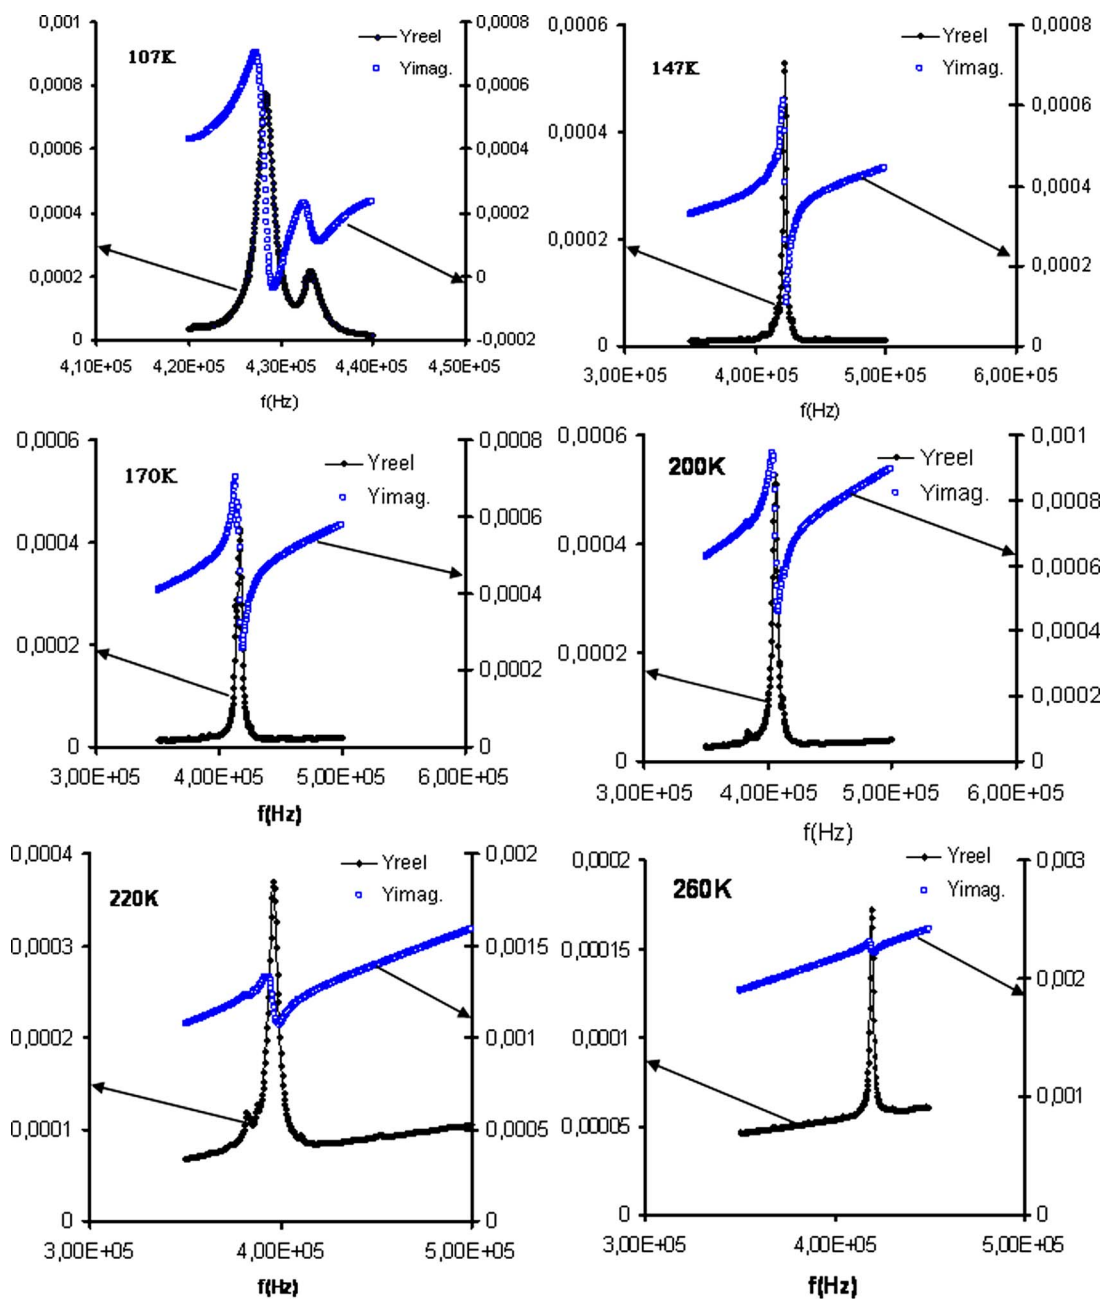 0,001
0,0008
0,0006
0,0004
0,0002
0
107K
Yreel
Yimag.
0,0008
0,0006
0,0004
0,0002
0
-0,0002
4,10E+05 4,20E+05 4,30E+05 4,40E+05 4,50E+05
f(Hz)
0,0006
0,0004
0,0002
0
147K
Yreel
Yimag.
0,0008
0,0006
0,0004
0,0002
0
3,00E+05 4,00E+05 5,00E+05 6,00E+05
f(Hz)
0,0006
0,0004
0,0002
0
170K
Yreel
Yimag.
0,0008
0,0006
0,0004
0,0002
0
3,00E+05 4,00E+05 5,00E+05 6,00E+05
f(Hz)
0,0006
0,0004
0,0002
0
200K
Yreel
Yimag.
0,001
0,0008
0,0006
0,0004
0,0002
0
3,00E+05 4,00E+05 5,00E+05 6,00E+05
f(Hz)
0,0004
0,0003
0,0002
0,0001
0
220K
Yreel
Yimag.
0,002
0,0015
0,001
0,0005
0
3,00E+05 4,00E+05 5,00E+05
f(Hz)
0,0002
0,00015
0,0001
0,00005
0
260K
Yreel
Yimag.
0,003
0,002
0,001
0
3,00E+05 4,00E+05 5,00E+05
f(Hz)